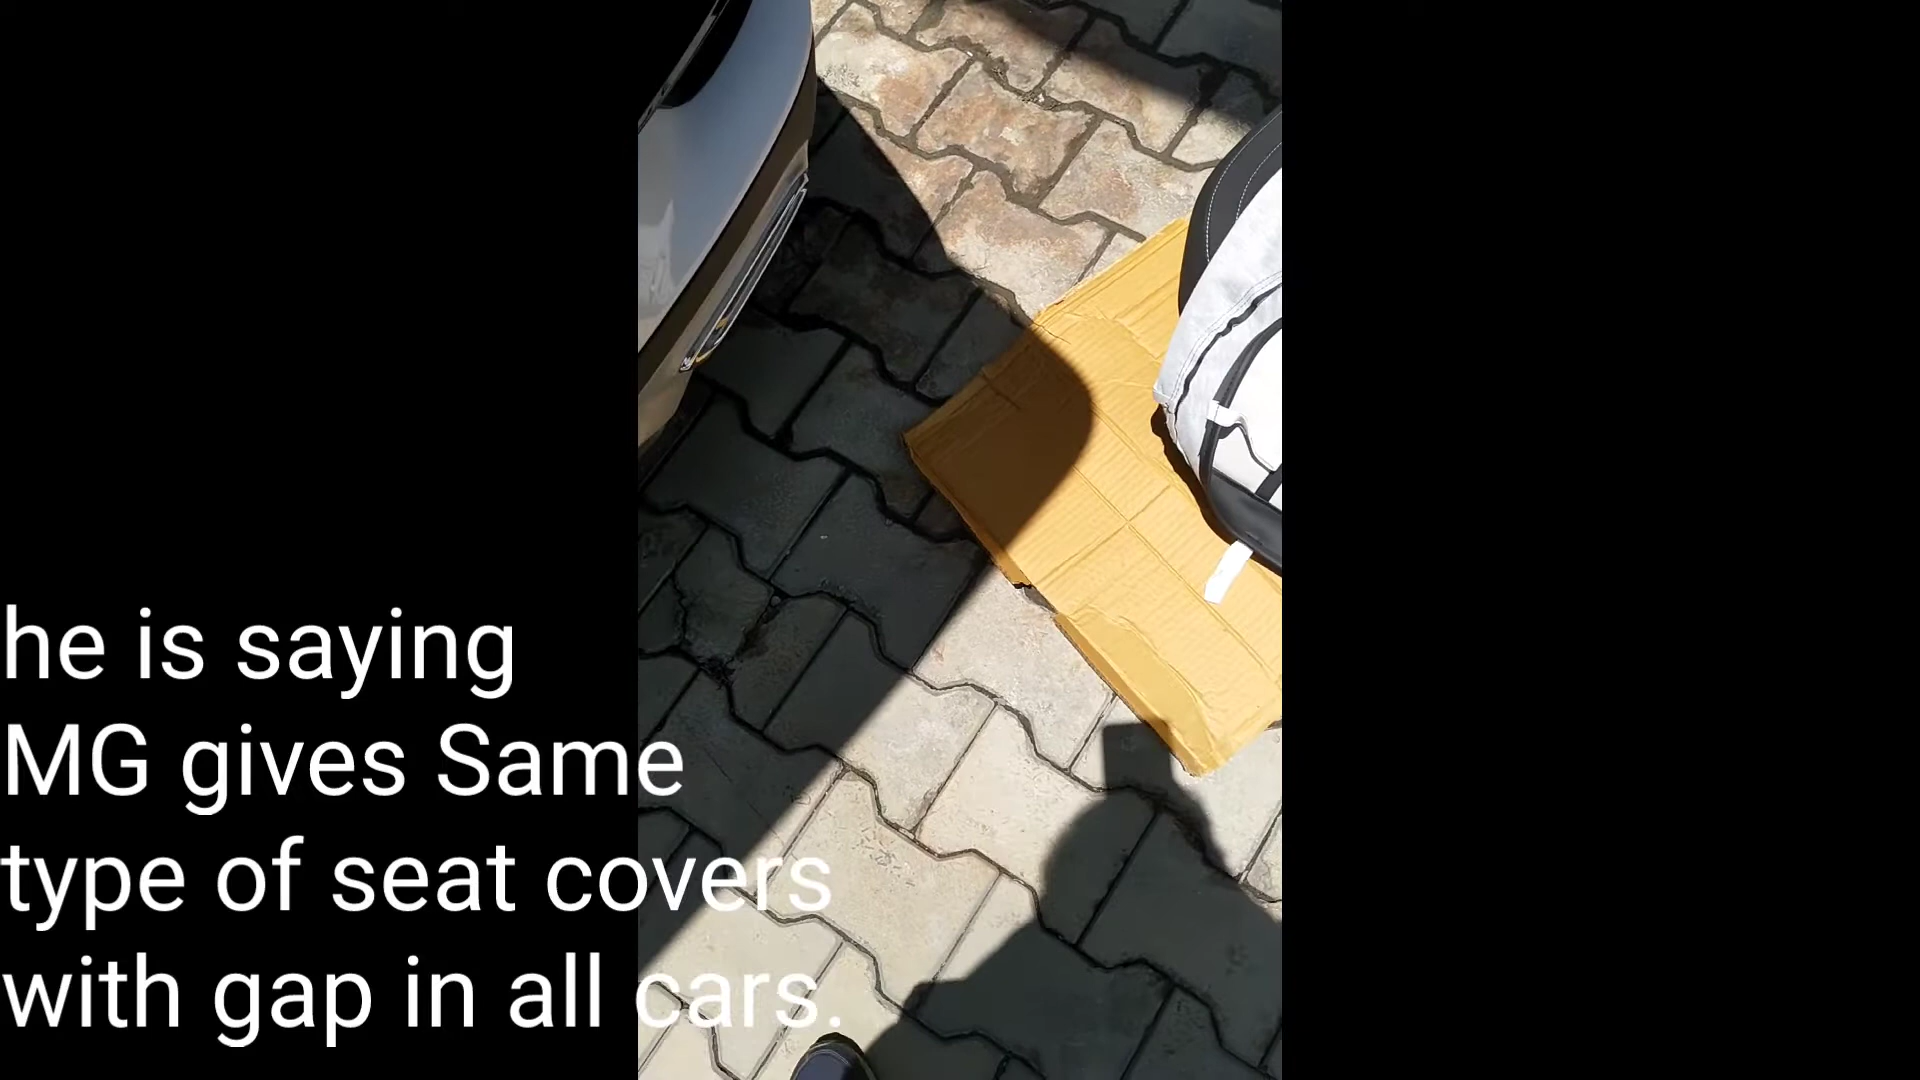 he is saying
MG gives Same
type of seat covers
with gap in all cars.